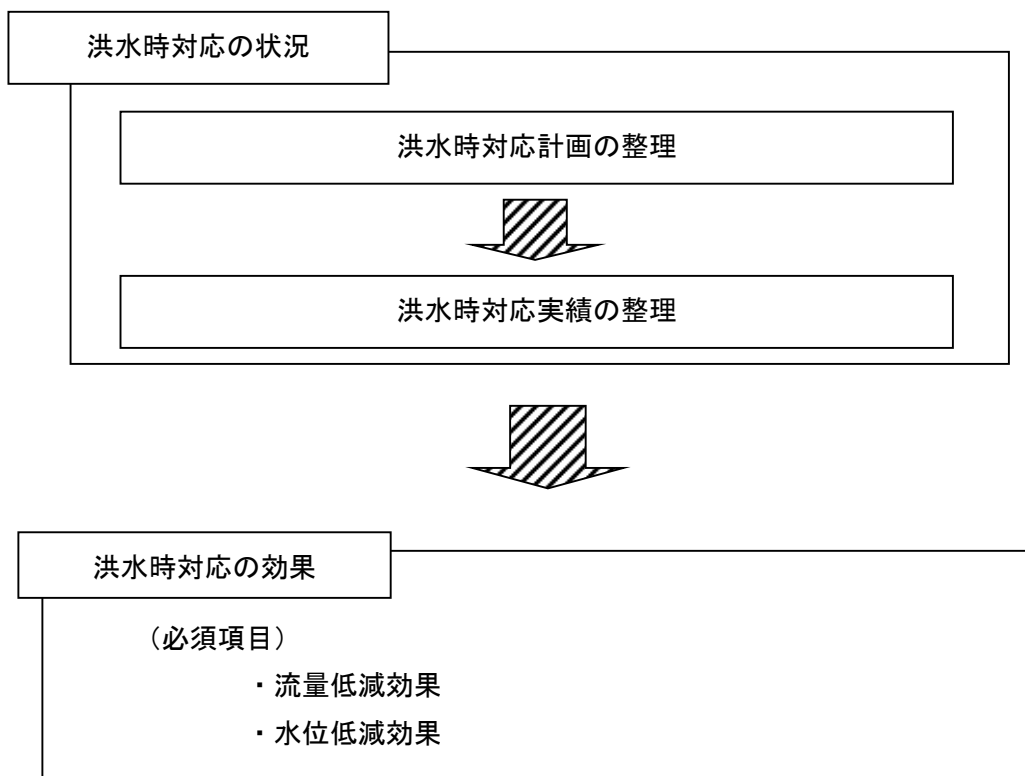 洪水時対応の状況
洪水時対応計画の整理
洪水時対応実績の整理
洪水時対応の効果
（必須項目）
・流量低減効果
・水位低減効果